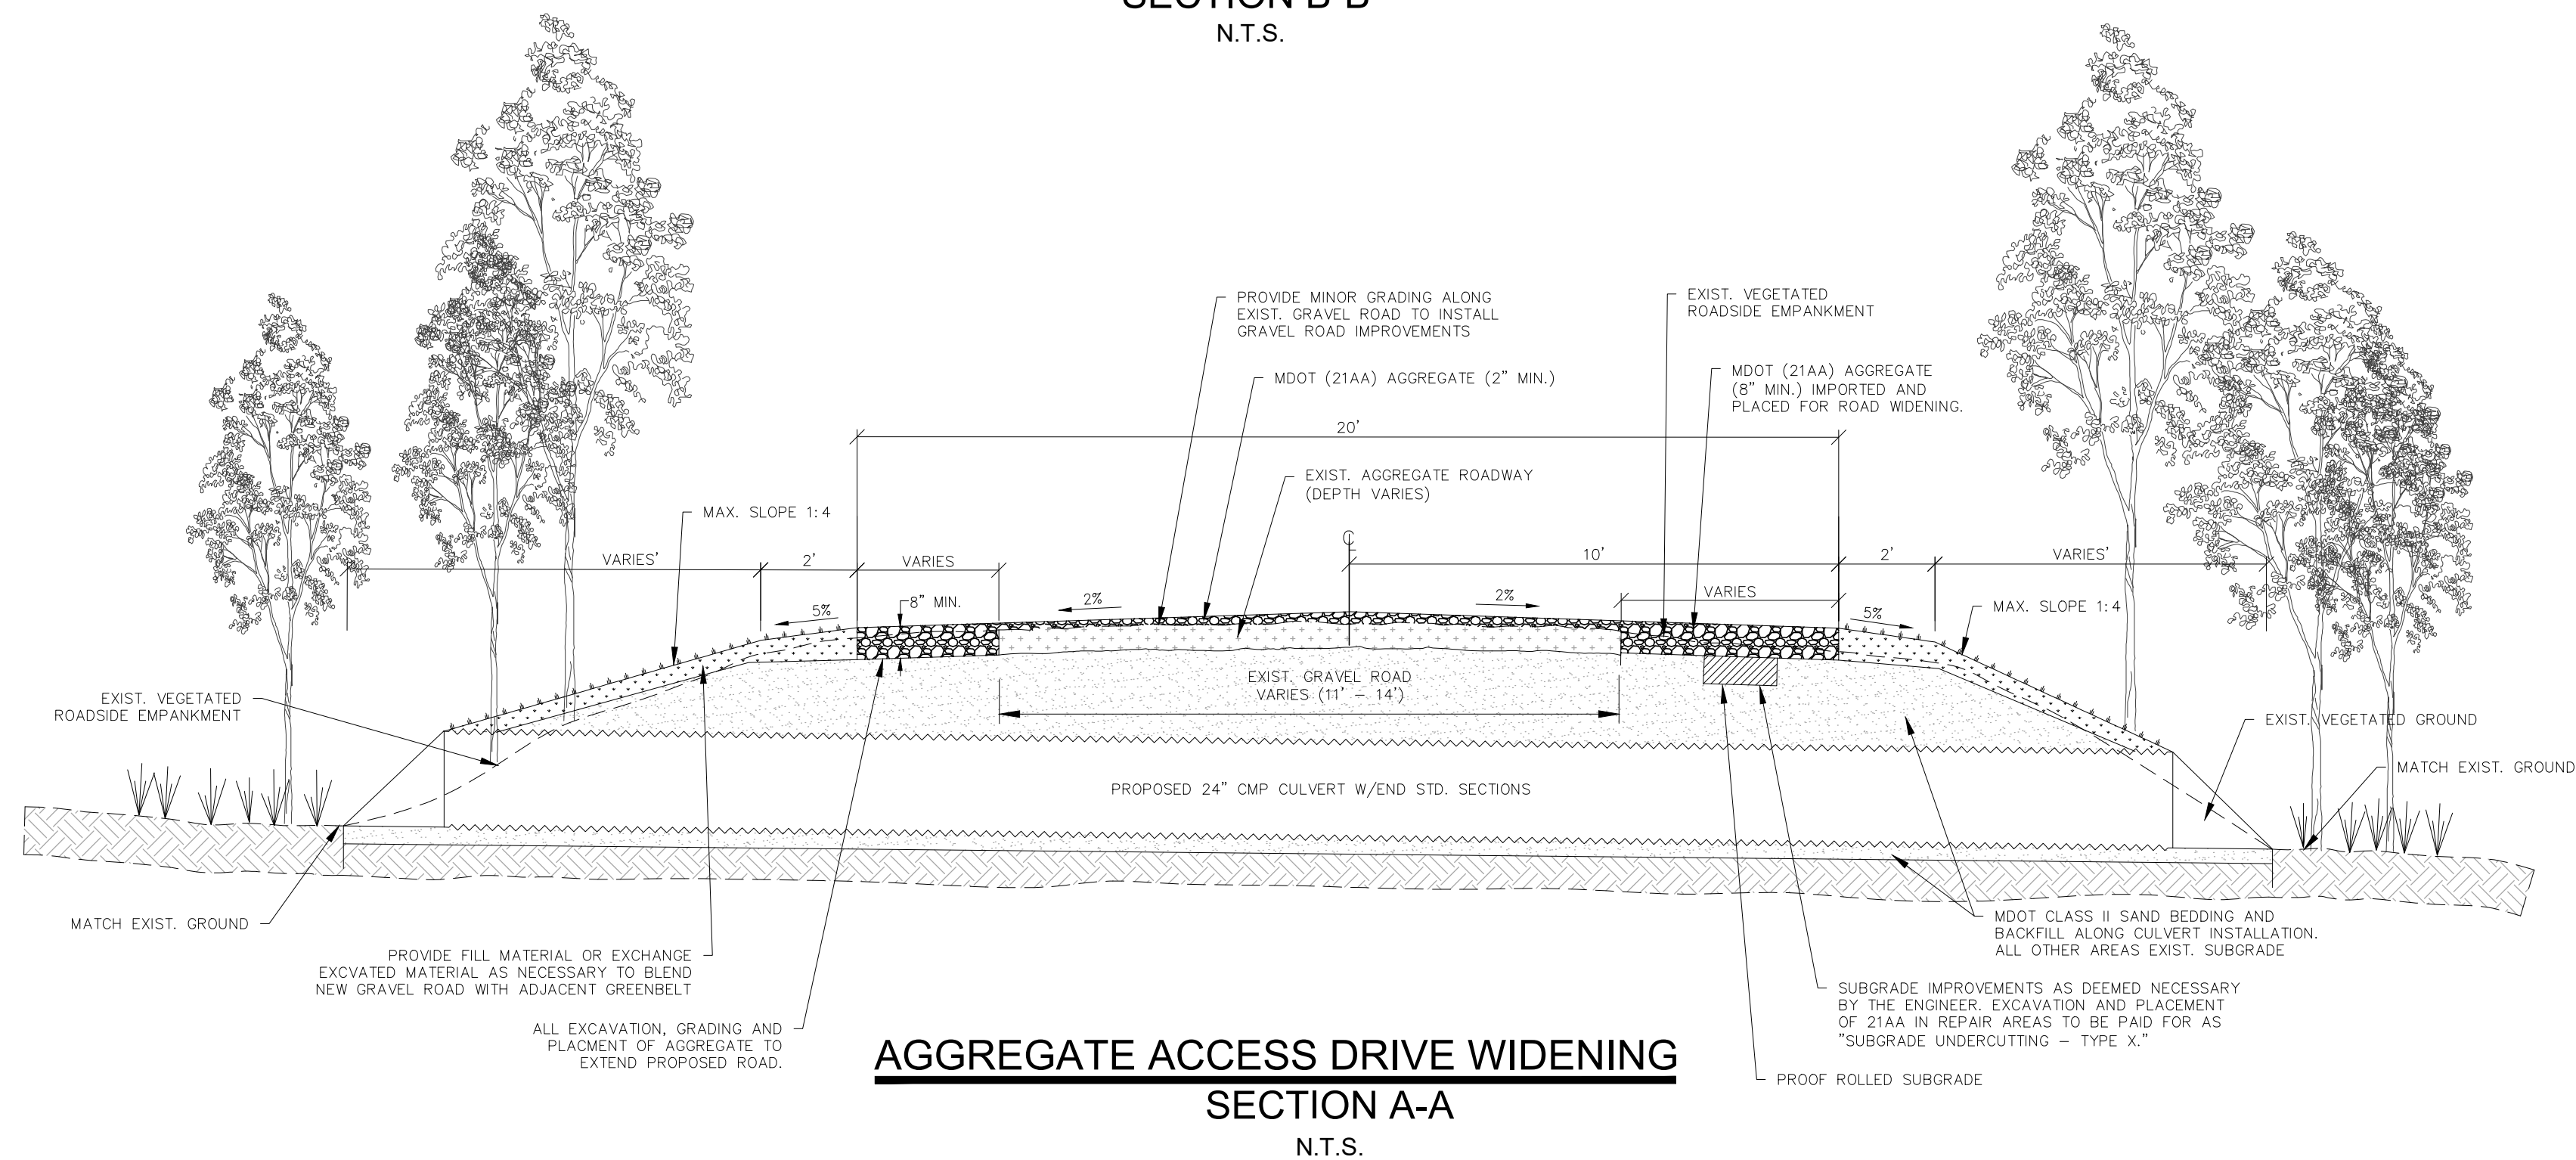 SECTION B-B
N.T.S.
PROVIDE MINOR GRADING ALONG
EXIST. GRAVEL ROAD TO INSTALL
GRAVEL ROAD IMPROVEMENTS
EXIST. VEGETATED
ROADSIDE EMPANKMENT
MDOT (21AA) AGGREGATE (2" MIN.)
MDOT (21AA) AGGREGATE
(8" MIN.) IMPORTED AND
PLACED FOR ROAD WIDENING.
20'
EXIST. AGGREGATE ROADWAY
(DEPTH VARIES)
MAX. SLOPE 1:4
VARIES'
2'
VARIES
10'
2'
VARIES'
5%
8" MIN.
2%
2%
VARIES
5%
MAX. SLOPE 1:4
EXIST. GRAVEL ROAD
VARIES (11' – 14')
EXIST. VEGETATED
ROADSIDE EMPANKMENT
EXIST. VEGETATED GROUND
MATCH EXIST. GROUND
PROPOSED 24" CMP CULVERT W/END STD. SECTIONS
MATCH EXIST. GROUND
MDOT CLASS II SAND BEDDING AND
BACKFILL ALONG CULVERT INSTALLATION.
ALL OTHER AREAS EXIST. SUBGRADE
PROVIDE FILL MATERIAL OR EXCHANGE
EXCVATED MATERIAL AS NECESSARY TO BLEND
NEW GRAVEL ROAD WITH ADJACENT GREENBELT
SUBGRADE IMPROVEMENTS AS DEEMED NECESSARY
BY THE ENGINEER. EXCAVATION AND PLACEMENT
OF 21AA IN REPAIR AREAS TO BE PAID FOR AS
"SUBGRADE UNDERCUTTING – TYPE X."
ALL EXCAVATION, GRADING AND
PLACMENT OF AGGREGATE TO
EXTEND PROPOSED ROAD.
PROOF ROLLED SUBGRADE
AGGREGATE ACCESS DRIVE WIDENING
SECTION A-A
N.T.S.